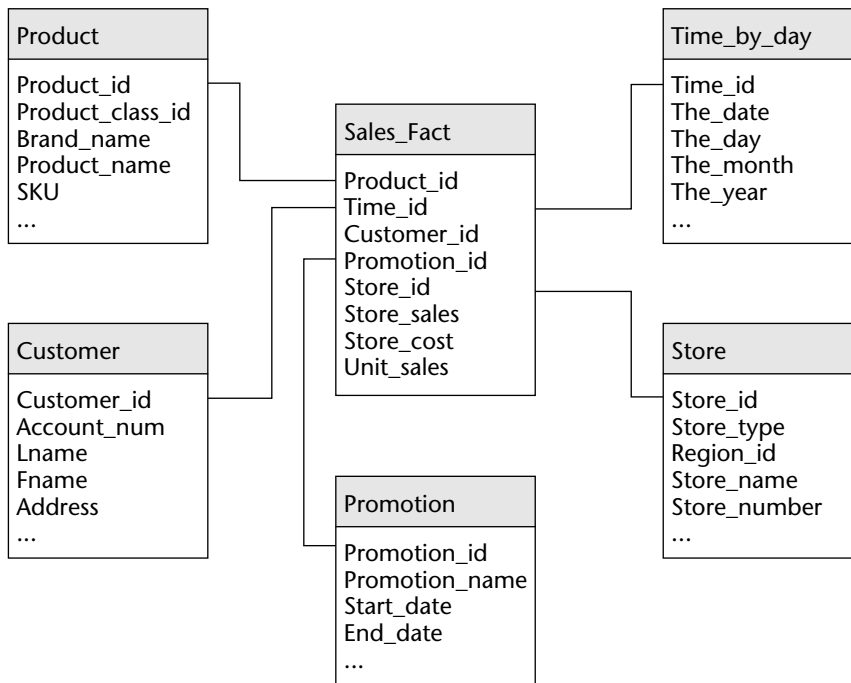 Product
Product_id
Product_class_id
Brand_name
Product_name
SKU
...
Customer
Customer_id
Account_num
Lname
Fname
Address
...
Sales_Fact
Product_id
Time_id
Customer_id
Promotion_id
Store_id
Store_sales
Store_cost
Unit_sales
Promotion
Promotion_id
Promotion_name
Start_date
End_date
...
Time_by_day
Time_id
The_date
The_day
The_month
The_year
...
Store
Store_id
Store_type
Region_id
Store_name
Store_number
...